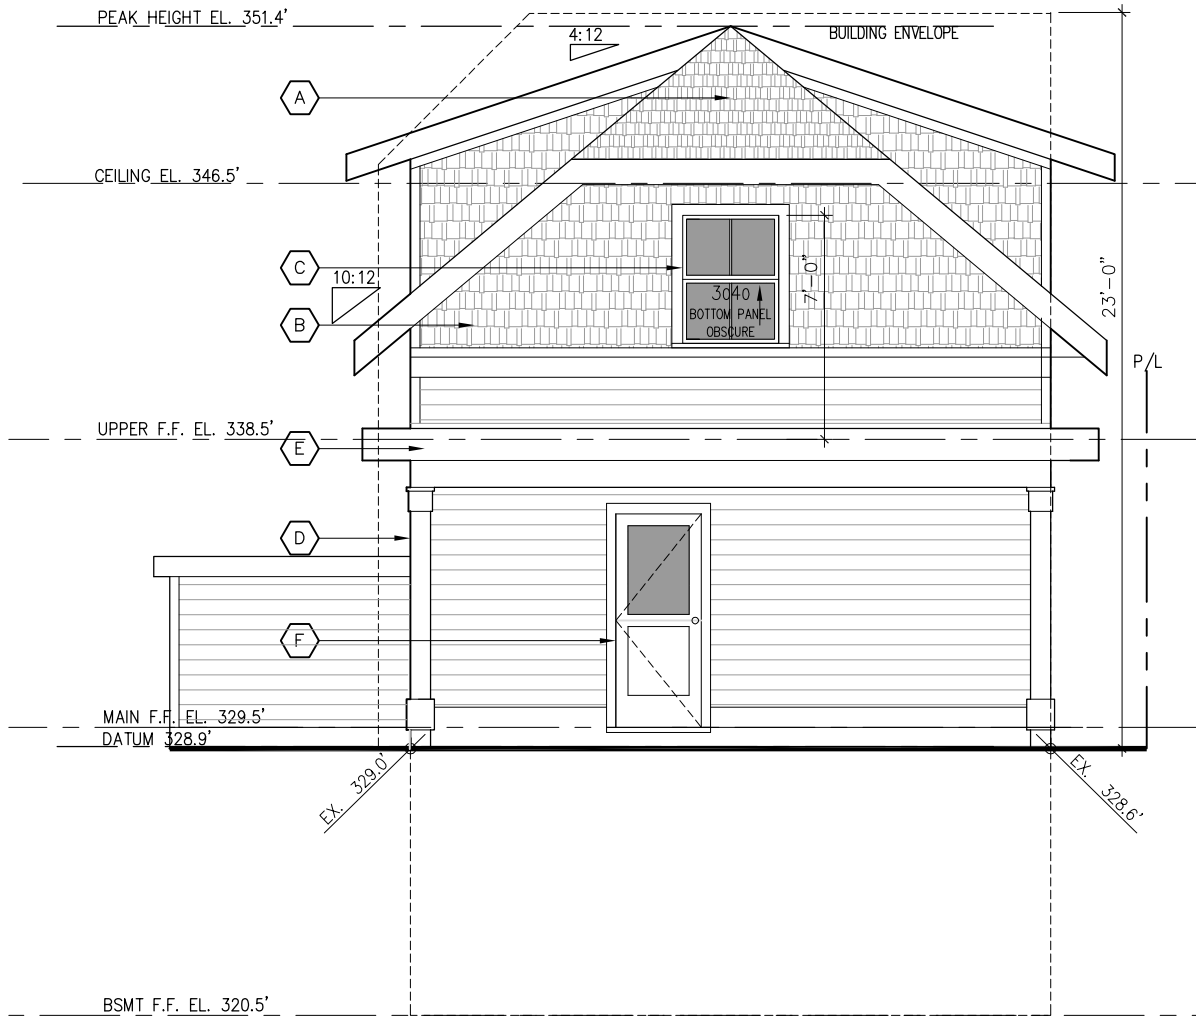 PEAK HEIGHT EL. 351.4'
4:12
BUILDING ENVELOPE
A
CEILING EL. 346.5'
C
10:12
B
3040
BOTTOM PANEL
OBSCURE
7'-0"
23'-0"
P/L
UPPER F.F. EL. 338.5'
E
D
F
MAIN F.F. EL. 329.5'
DATUM 328.9'
EX. 329.0'
EX. 328.6'
BSMT F.F. EL. 320.5'